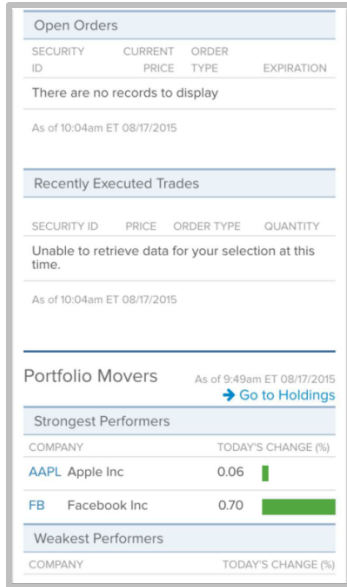 Open Orders
SECURITY ID CURRENT PRICE ORDER TYPE EXPIRATION
There are no records to display
As of 10:04am ET 08/17/2015
Recently Executed Trades
SECURITY ID PRICE ORDER TYPE QUANTITY
Unable to retrieve data for your selection at this
time.
As of 10:04am ET 08/17/2015
Portfolio Movers As of 9:49am ET 08/17/2015
Go to Holdings
Strongest Performers
COMPANY TODAY'S CHANGE (%)
AAPL Apple Inc 0.06
FB Facebook Inc 0.70
Weakest Performers
COMPANY TODAY'S CHANGE (%)